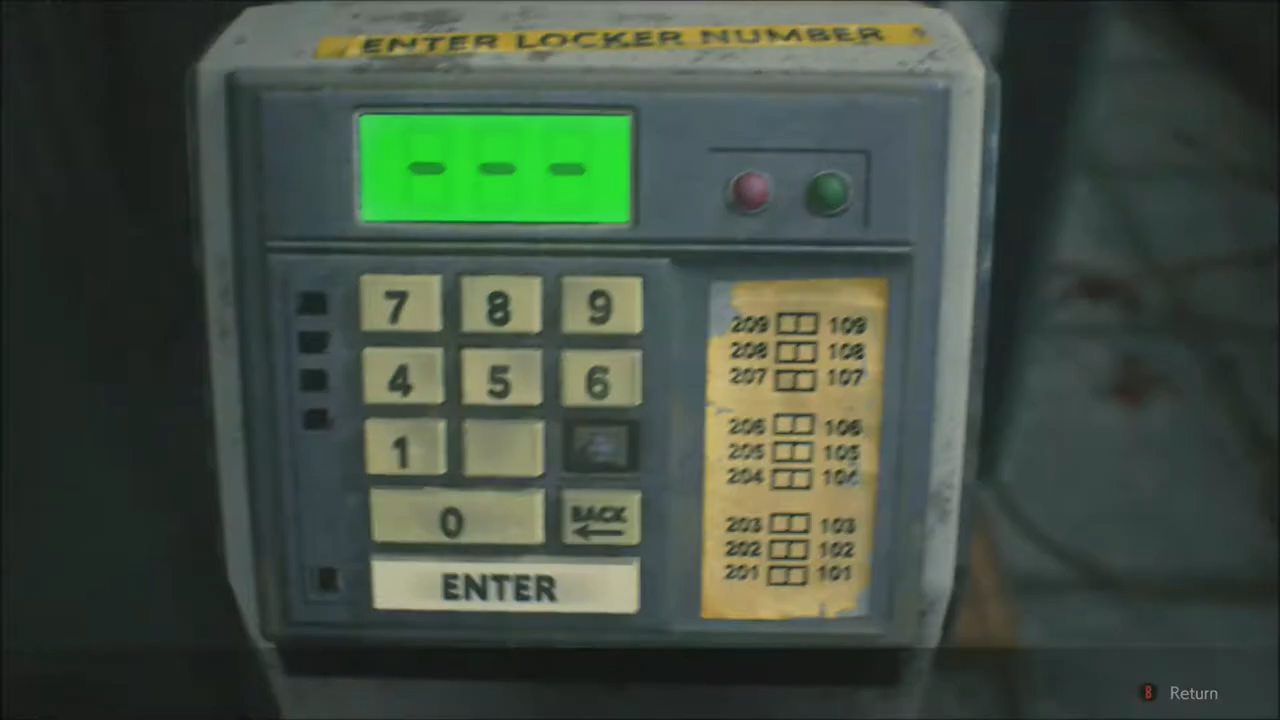 ENTER LOCKER NUMBER
- - -
7 8 9
4 5 6
1
0 BACK
ENTER
209 109
208 108
207 107
206 106
205 105
204 104
203 103
202 102
201 101
B Return